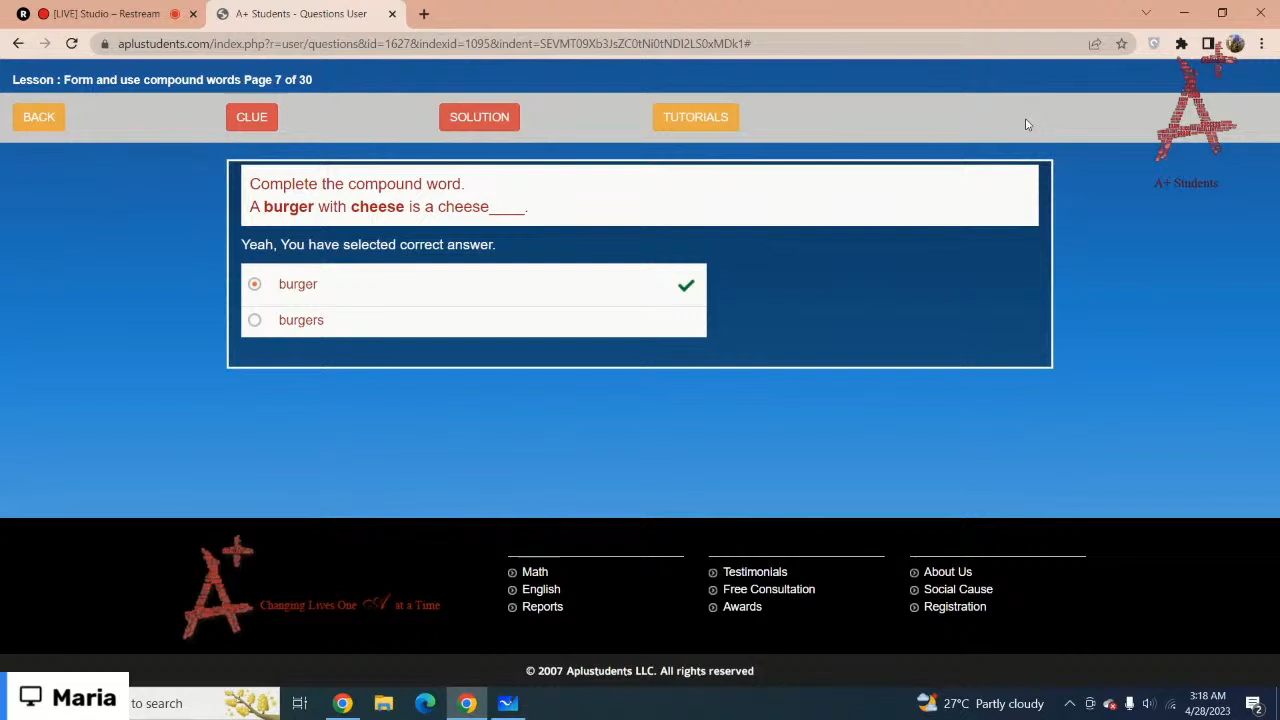 [LIVE] Studio – Restream
A+ Students - Questions User
aplustudents.com/index.php?r=user/questions&id=1627&indexid=1095&indent=SEVMT09Xb3JsZC0tNi0tNDI2LS0xMDk1#
Lesson : Form and use compound words Page 7 of 30
BACK
CLUE
SOLUTION
TUTORIALS
A+ Students
Complete the compound word.
A burger with cheese is a cheese____.
Yeah, You have selected correct answer.
burger
burgers
Changing Lives One A at a Time
Math
English
Reports
Testimonials
Free Consultation
Awards
About Us
Social Cause
Registration
© 2007 Aplustudents LLC. All rights reserved
Maria
to search
27°C Partly cloudy
3:18 AM
4/28/2023
2